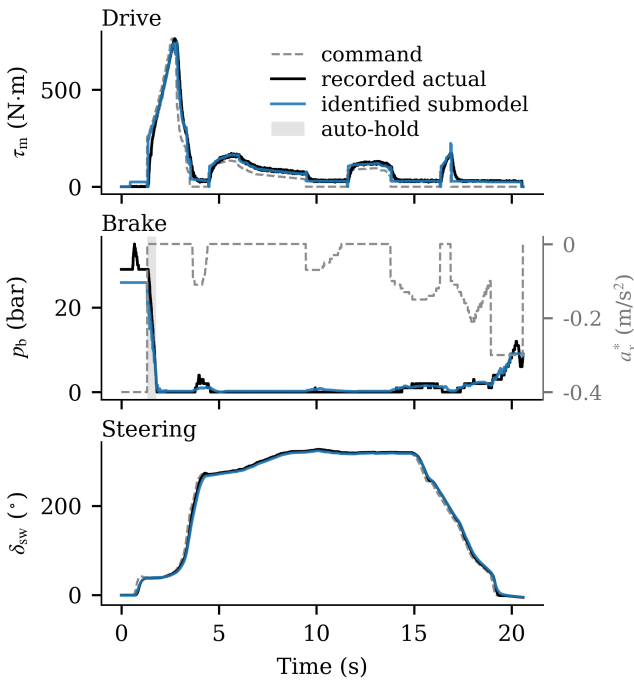 Drive
command
recorded actual
identified submodel
auto-hold
τm (N·m)
500
0
Brake
pb (bar)
20
0
0
-0.2
-0.4
a*x (m/s²)
Steering
δsw (°)
200
0
0 5 10 15 20
Time (s)